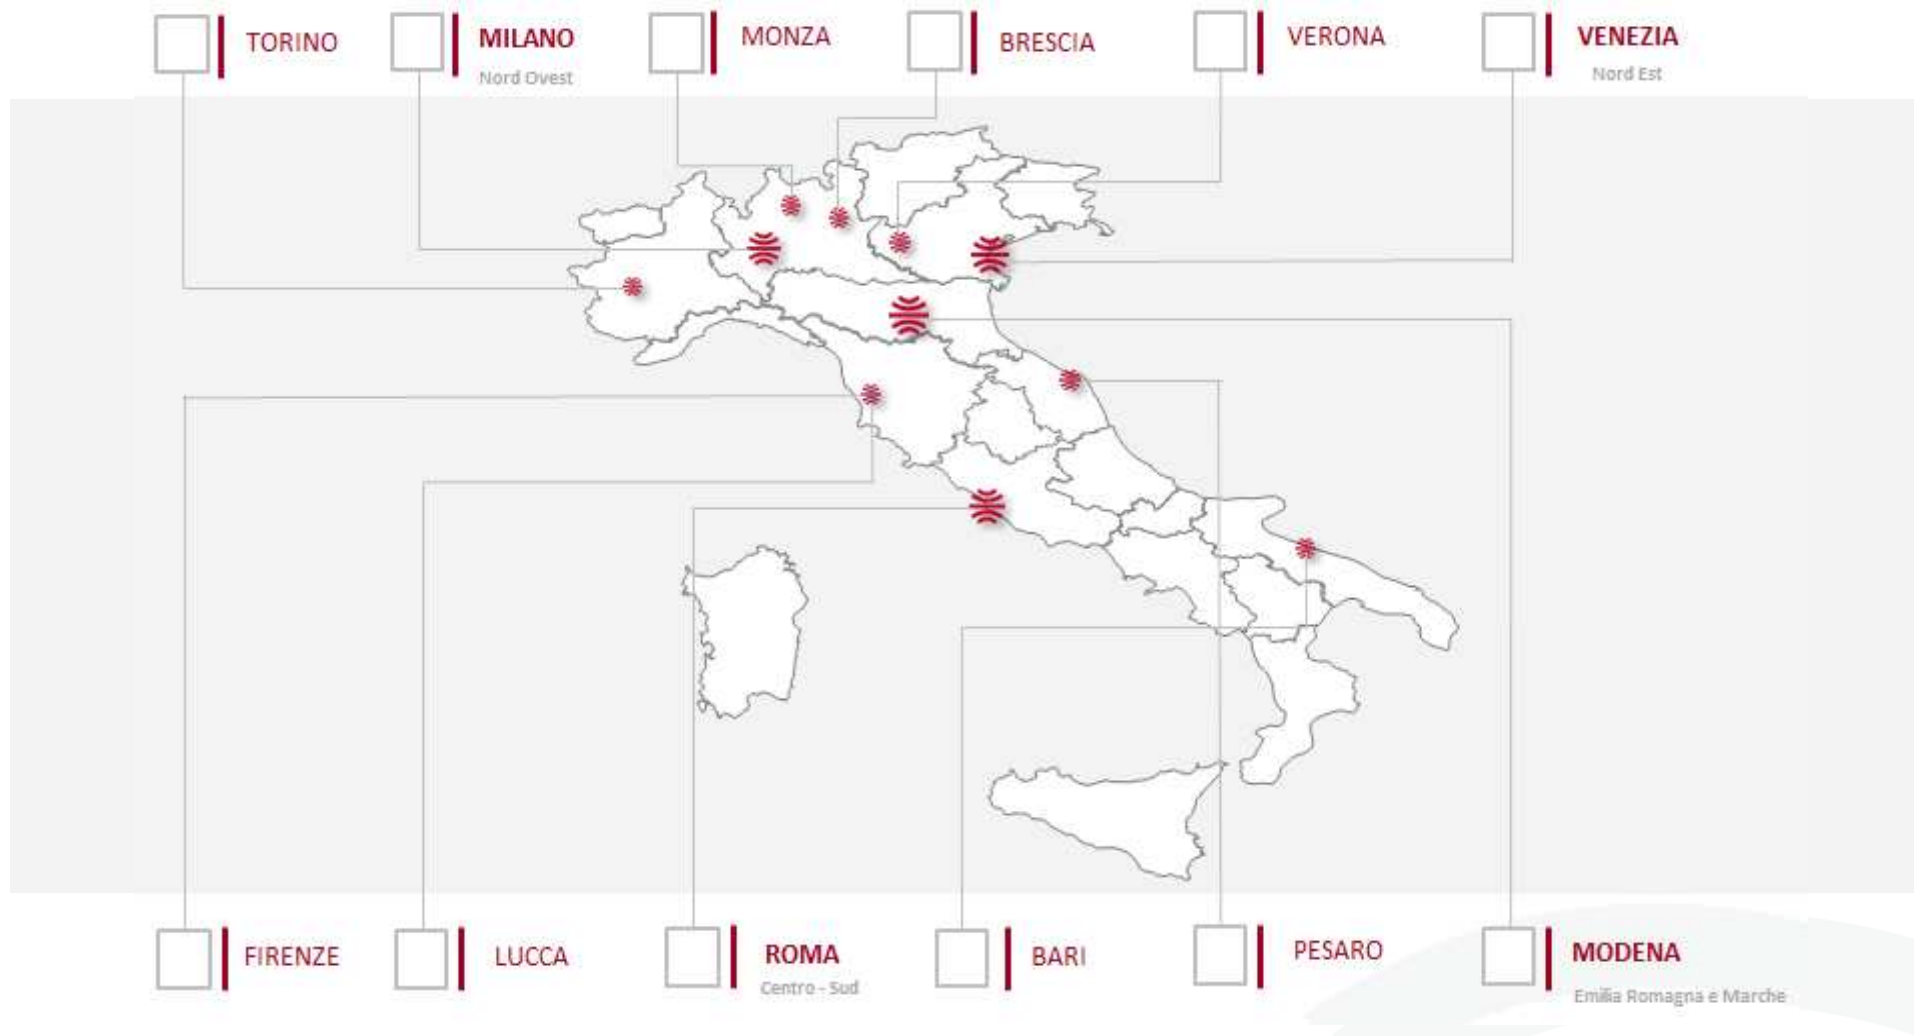 TORINO
MILANO
Nord Ovest
MONZA
BRESCIA
VERONA
VENEZIA
Nord Est
FIRENZE
LUCCA
ROMA
Centro - Sud
BARI
PESARO
MODENA
Emilia Romagna e Marche